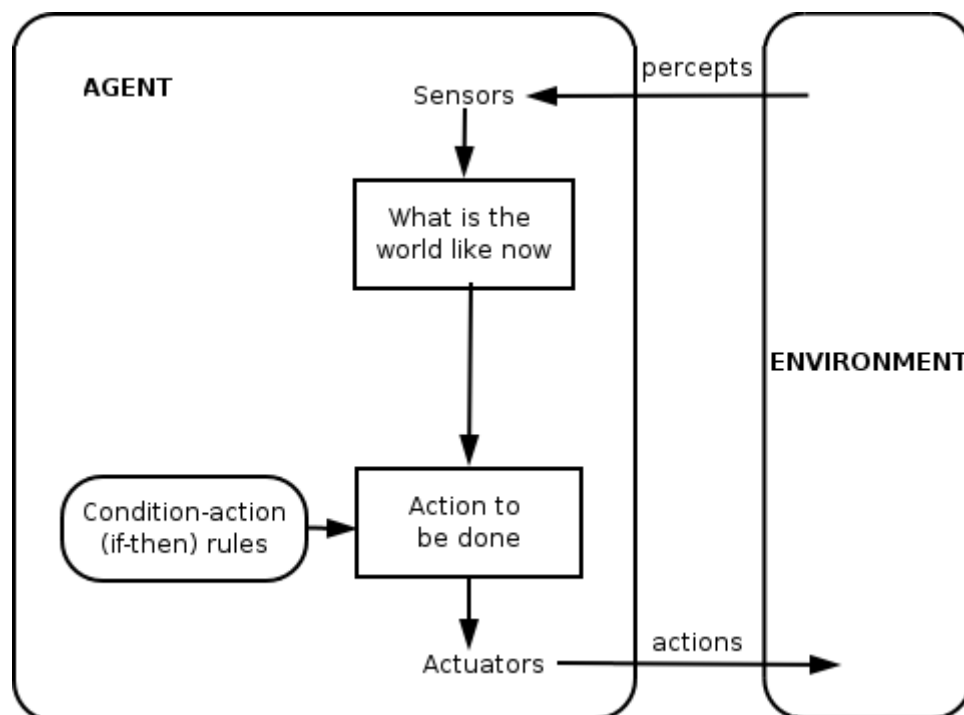 AGENT
percepts
Sensors
What is the
world like now
ENVIRONMENT
Condition-action
(if-then) rules
Action to
be done
Actuators
actions